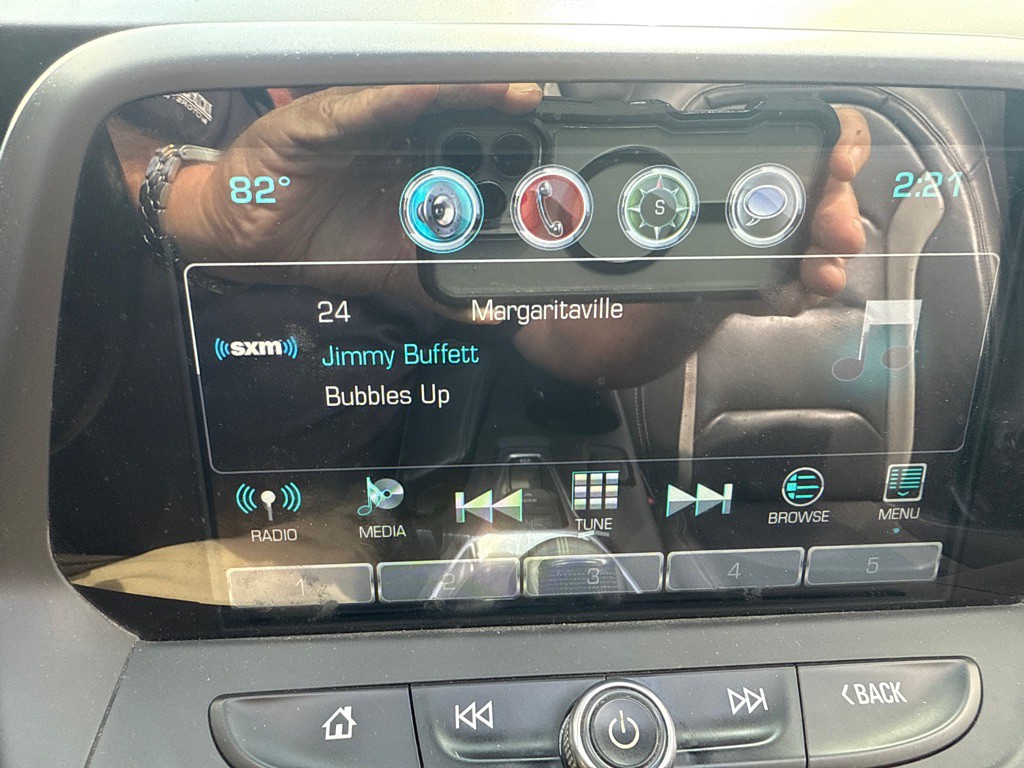 82°
S
2:21
24
Margaritaville
sxm
Jimmy Buffett
Bubbles Up
RADIO
MEDIA
TUNE
BROWSE
MENU
1
2
3
4
5
BACK